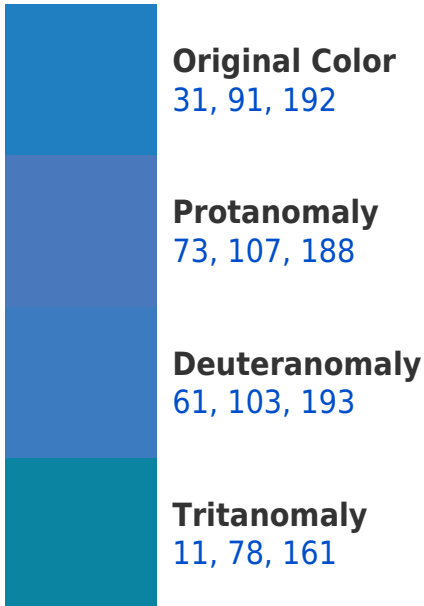 Original Color
31, 91, 192
Protanomaly
73, 107, 188
Deuteranomaly
61, 103, 193
Tritanomaly
11, 78, 161